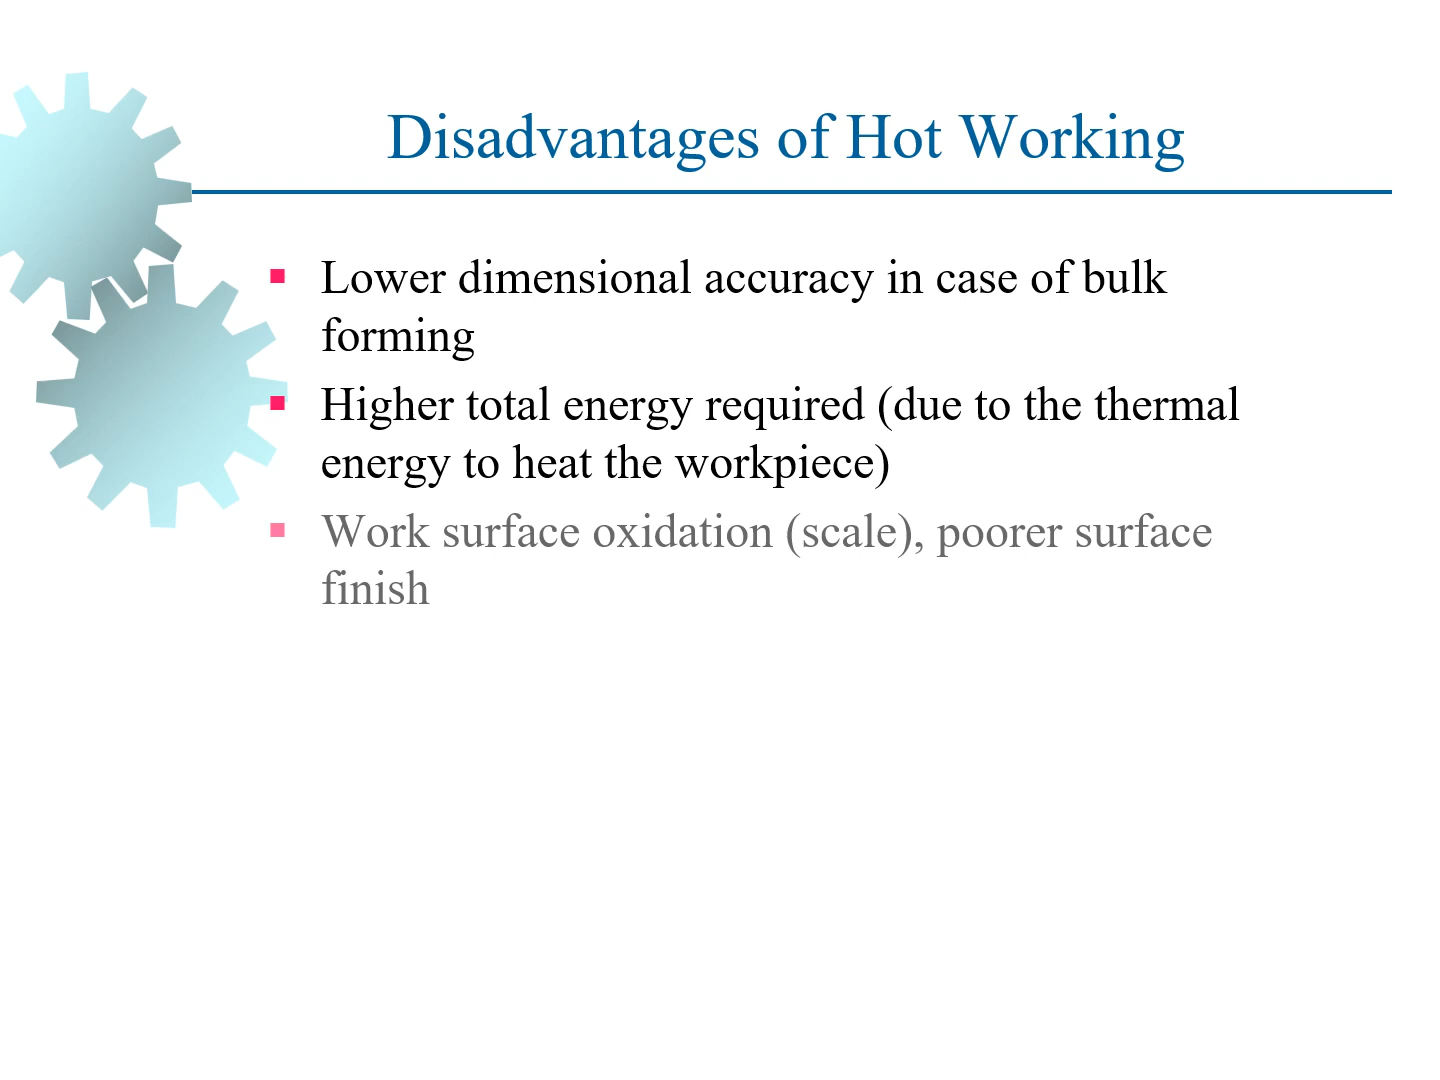 Disadvantages of Hot Working
Lower dimensional accuracy in case of bulk
forming
Higher total energy required (due to the thermal
energy to heat the workpiece)
Work surface oxidation (scale), poorer surface
finish